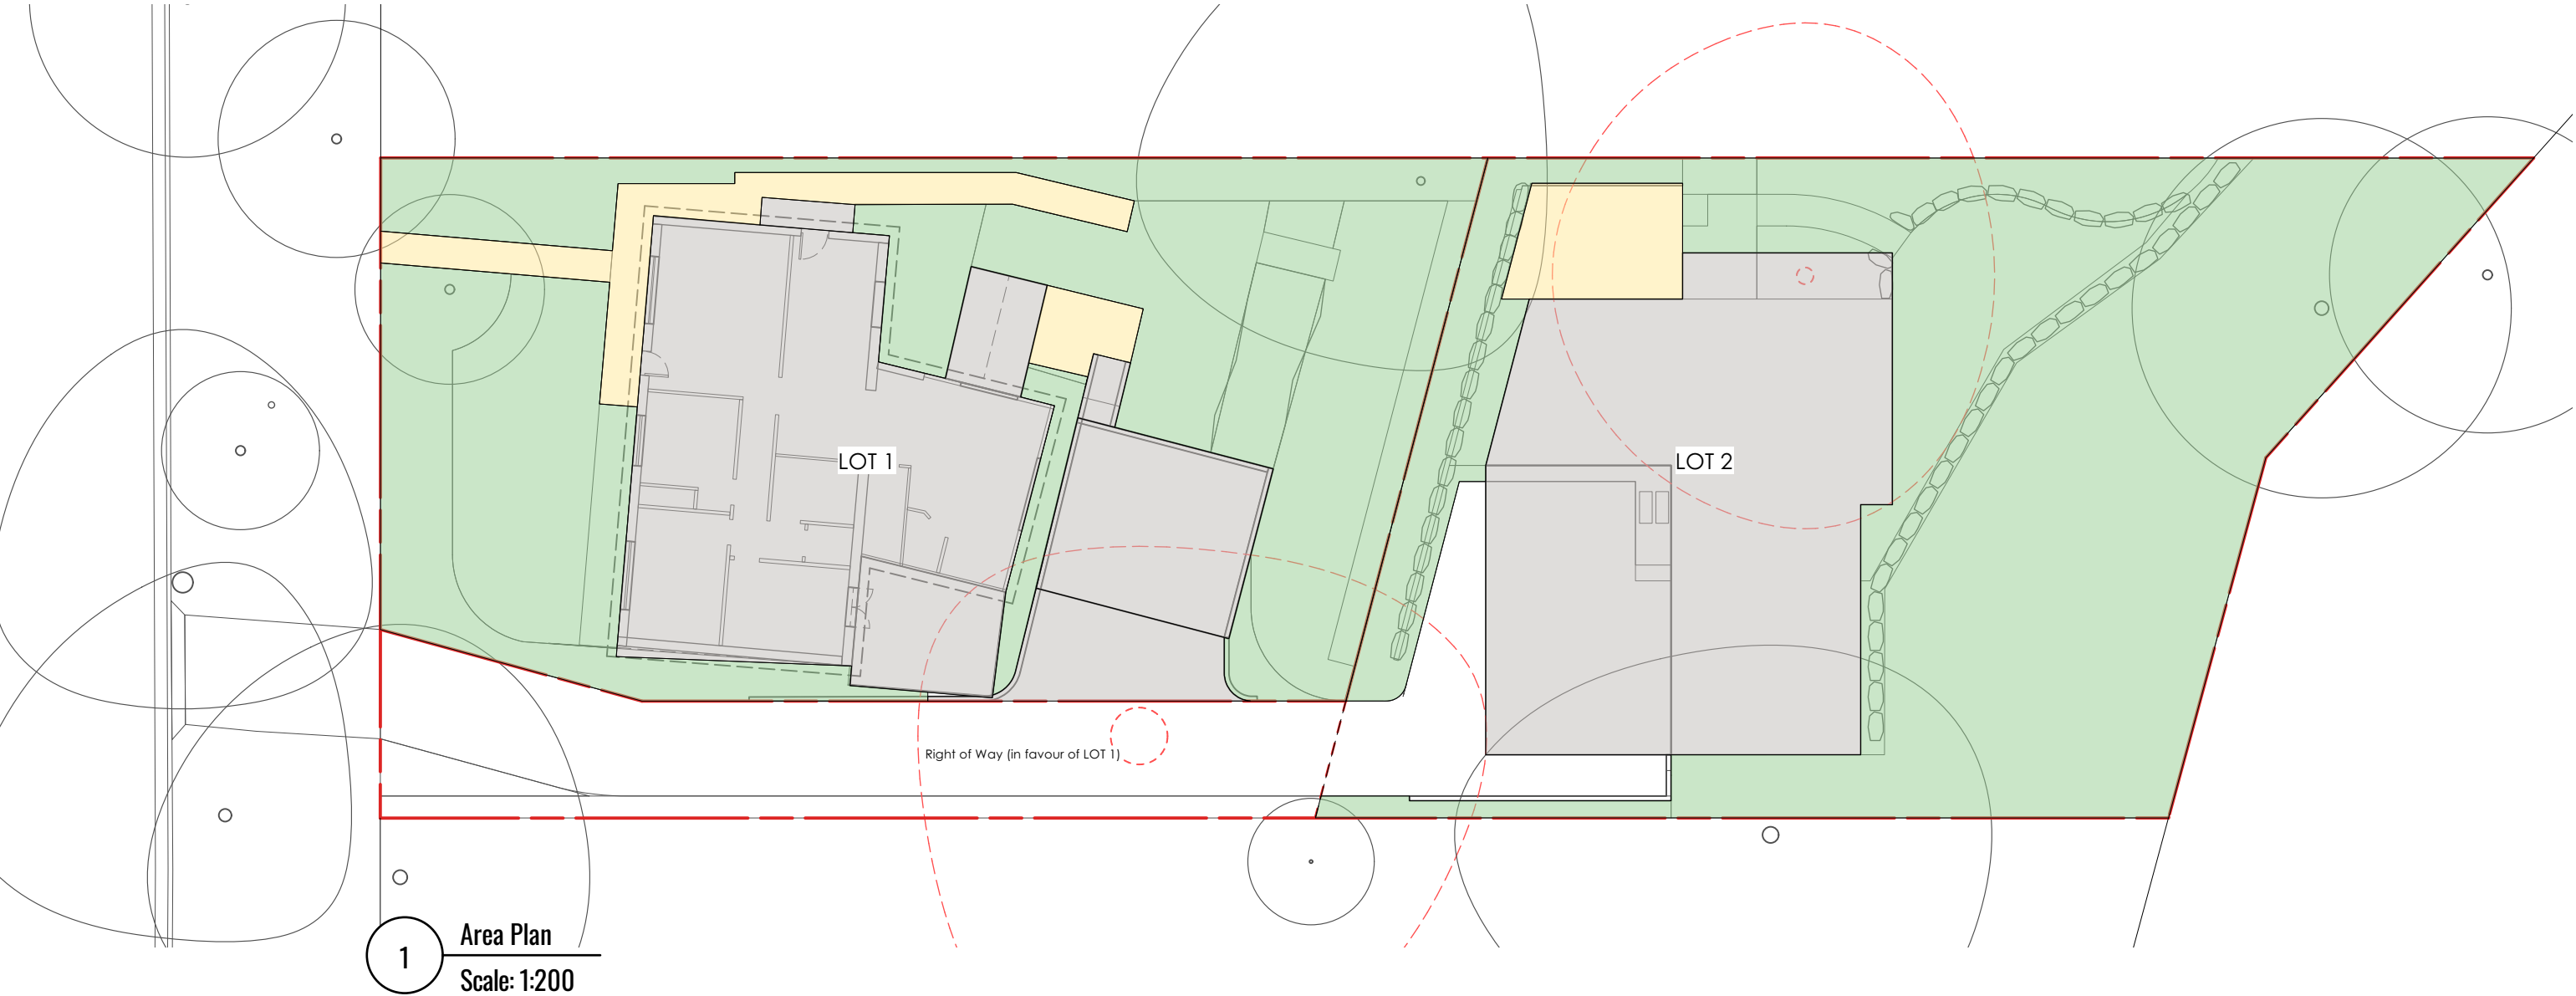 LOT 1
LOT 2
Right of Way (in favour of LOT 1)
1
Area Plan
Scale: 1:200